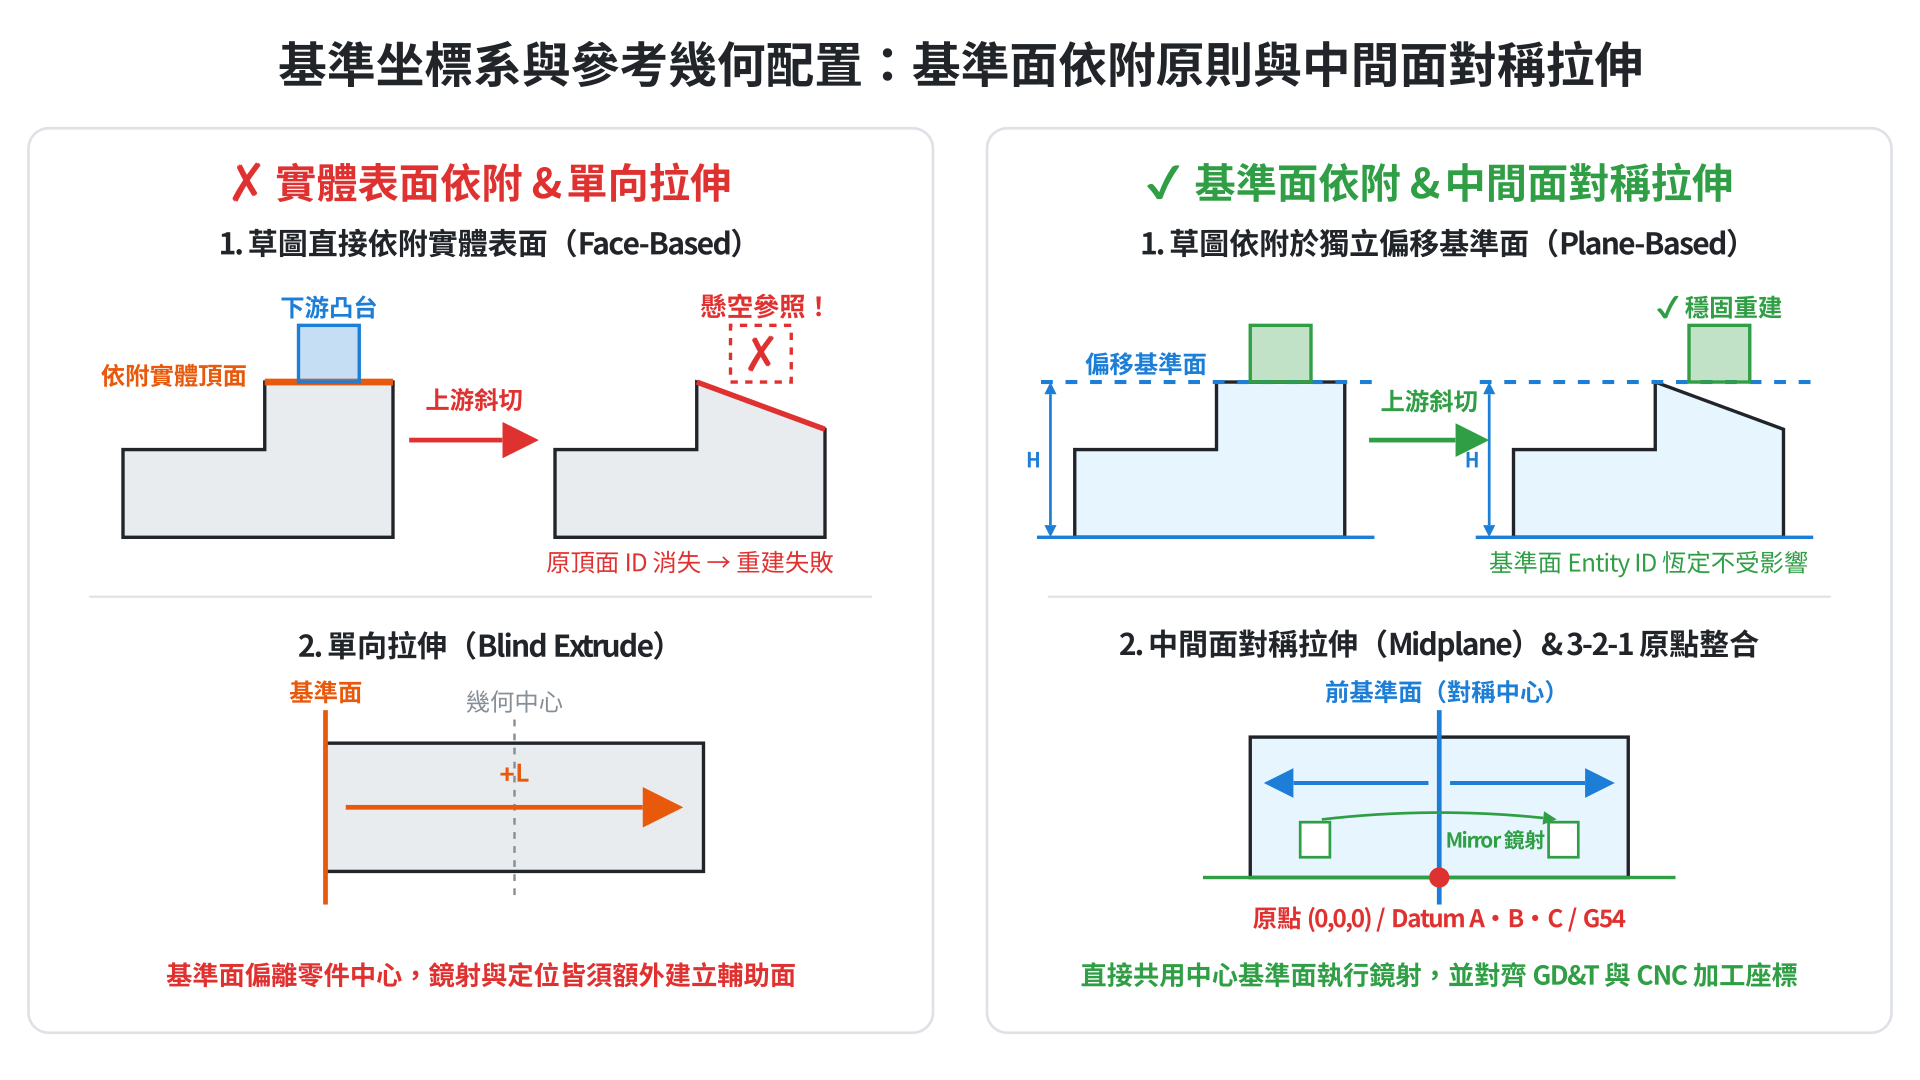 基準坐標系與參考幾何配置：基準面依附原則與中間面對稱拉伸
✗ 實體表面依附 & 單向拉伸
1. 草圖直接依附實體表面（Face-Based）
下游凸台
懸空參照！
✗
依附實體頂面
上游斜切
原頂面 ID 消失 → 重建失敗
2. 單向拉伸（Blind Extrude）
基準面
幾何中心
+L
基準面偏離零件中心，鏡射與定位皆須額外建立輔助面
✓ 基準面依附 & 中間面對稱拉伸
1. 草圖依附於獨立偏移基準面（Plane-Based）
✓ 穩固重建
偏移基準面
上游斜切
H
H
基準面 Entity ID 恆定不受影響
2. 中間面對稱拉伸（Midplane）& 3-2-1 原點整合
前基準面（對稱中心）
Mirror 鏡射
原點 (0,0,0) / Datum A・B・C / G54
直接共用中心基準面執行鏡射，並對齊 GD&T 與 CNC 加工座標